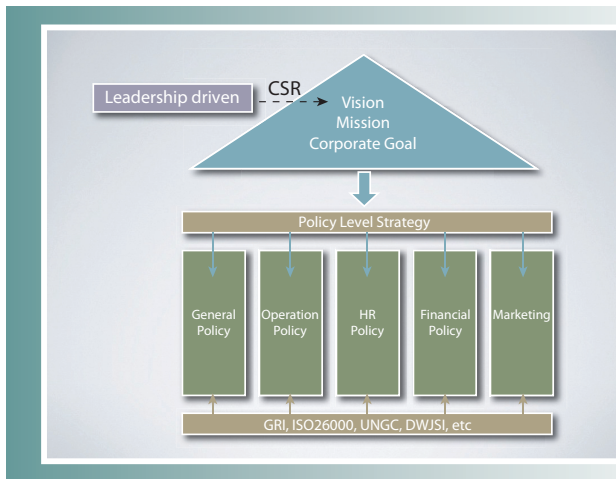 CSR
Leadership driven
Vision
Mission
Corporate Goal
Policy Level Strategy
General
Policy
Operation
Policy
HR
Policy
Financial
Policy
Marketing
GRI, ISO26000, UNGC, DWJSI, etc